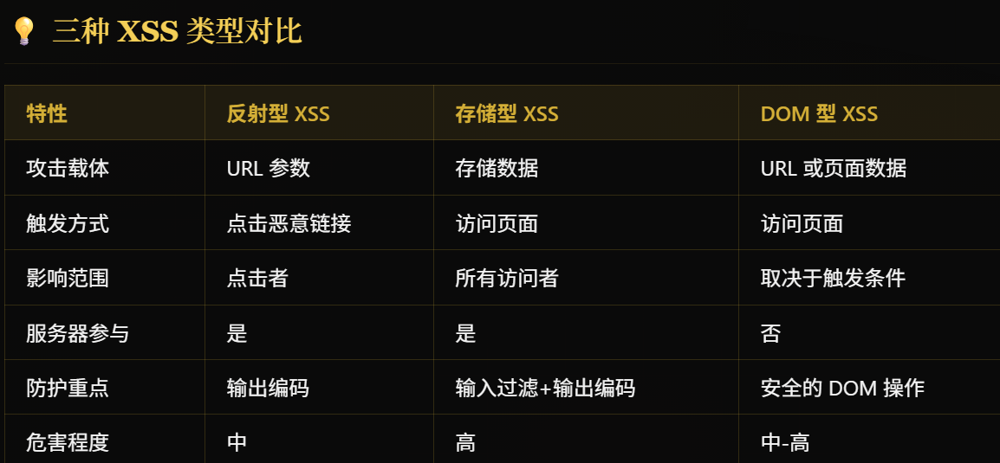 💡 三种 XSS 类型对比
特性 反射型 XSS 存储型 XSS DOM 型 XSS
攻击载体 URL 参数 存储数据 URL 或页面数据
触发方式 点击恶意链接 访问页面 访问页面
影响范围 点击者 所有访问者 取决于触发条件
服务器参与 是 是 否
防护重点 输出编码 输入过滤+输出编码 安全的 DOM 操作
危害程度 中 高 中-高